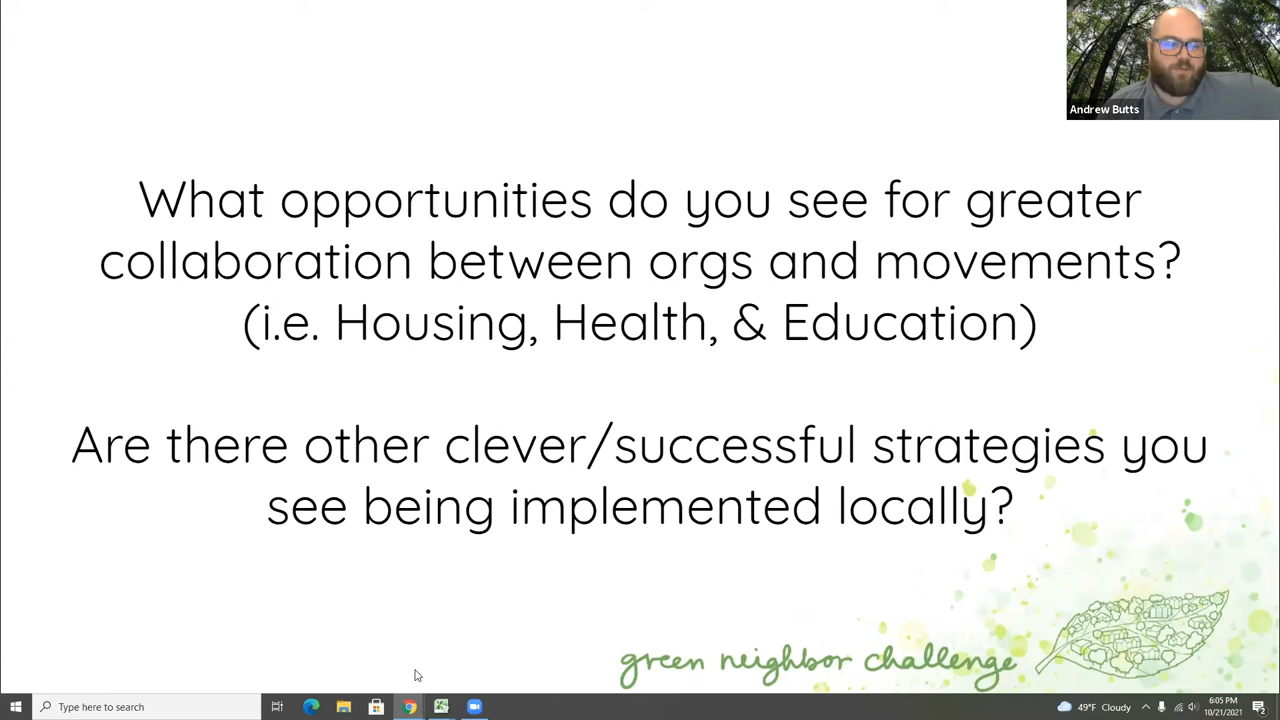 Andrew Butts
What opportunities do you see for greater
collaboration between orgs and movements?
(i.e. Housing, Health, & Education)
Are there other clever/successful strategies you
see being implemented locally?
green neighbor challenge
Type here to search
49°F Cloudy
6:05 PM
10/21/2021
2